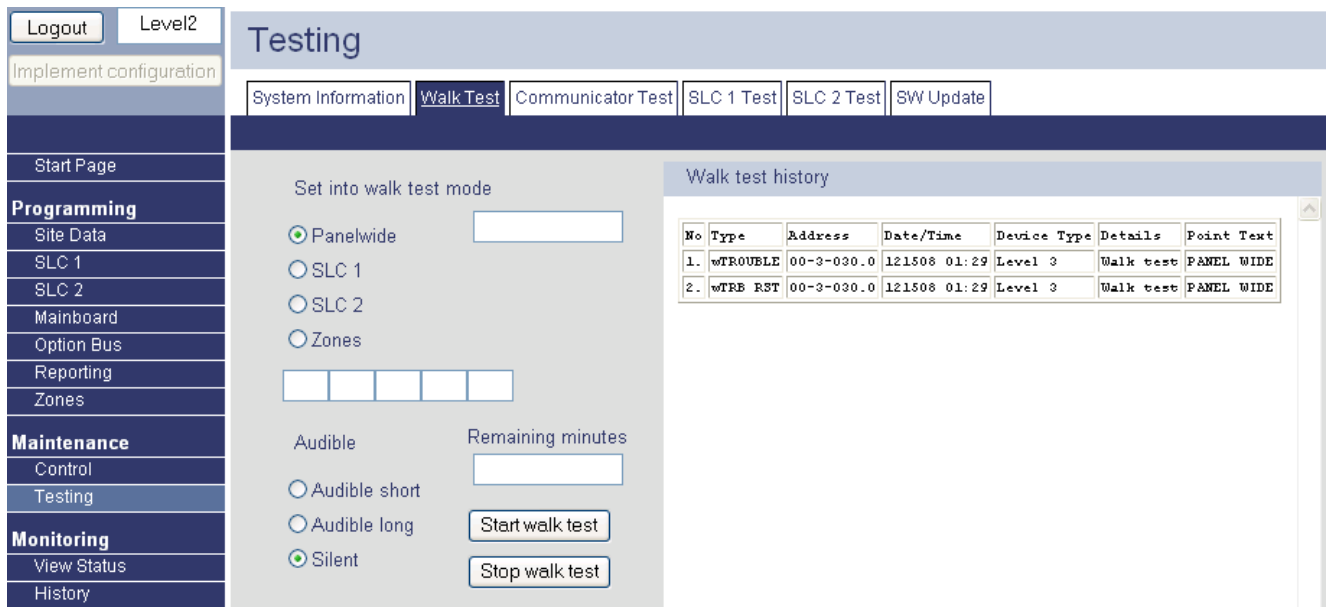 Logout
Level2
Implement configuration
Start Page
Programming
Site Data
SLC 1
SLC 2
Mainboard
Option Bus
Reporting
Zones
Maintenance
Control
Testing
Monitoring
View Status
History
Testing
System Information Walk Test Communicator Test SLC 1 Test SLC 2 Test SW Update
Set into walk test mode
Panelwide
SLC 1
SLC 2
Zones
Audible
Remaining minutes
Audible short
Audible long
Silent
Start walk test
Stop walk test
Walk test history
No Type Address Date/Time Device Type Details Point Text
1. wTROUBLE 00-3-030.0 121508 01:29 Level 3 Walk test PANEL WIDE
2. wTRB RST 00-3-030.0 121508 01:29 Level 3 Walk test PANEL WIDE